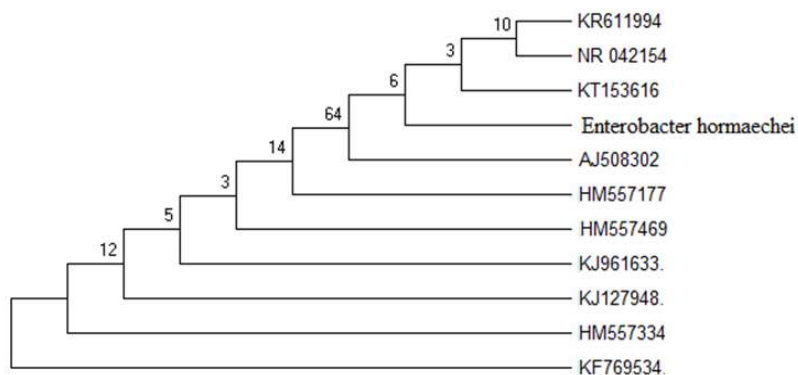 10 KR611994
3 NR 042154
6 KT153616
64 Enterobacter hormaechei
14 AJ508302
3 HM557177
5 HM557469
12 KJ961633.
KJ127948.
HM557334
KF769534.